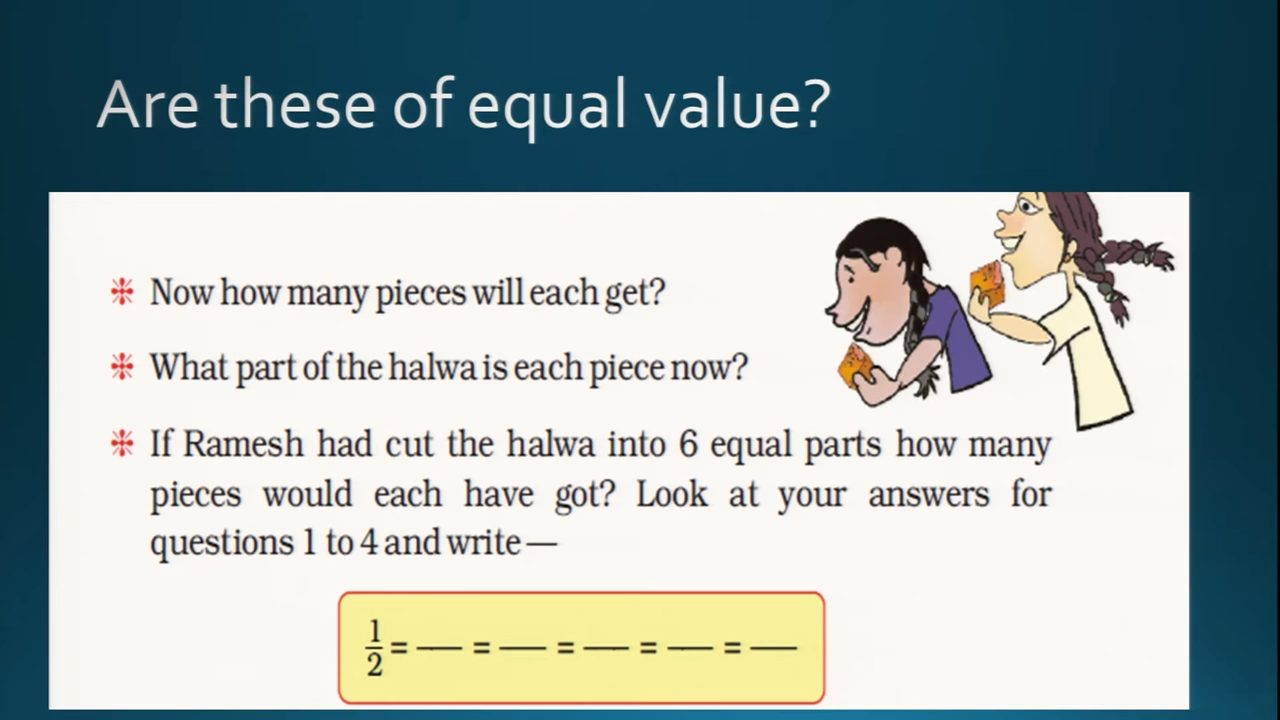 Are these of equal value?
❉ Now how many pieces will each get?
❉ What part of the halwa is each piece now?
❉ If Ramesh had cut the halwa into 6 equal parts how many
pieces would each have got? Look at your answers for
questions 1 to 4 and write —
1/2 = — = — = — = — = —